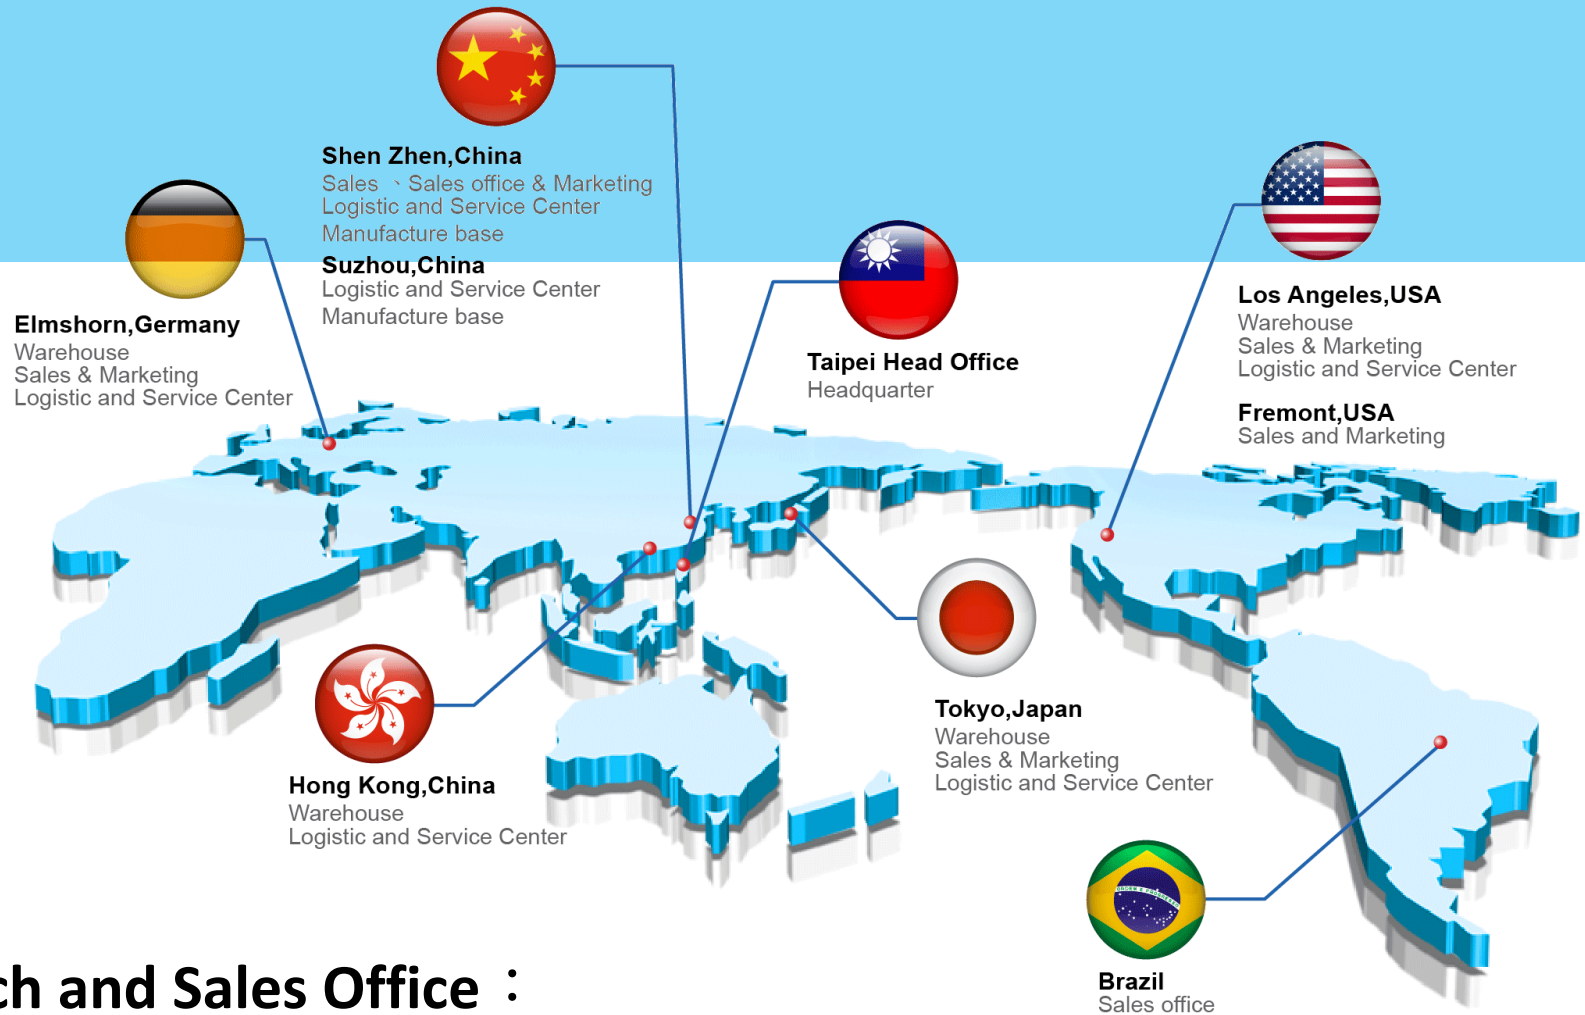 Shen Zhen,China
Sales 、Sales office & Marketing
Logistic and Service Center
Manufacture base
Suzhou,China
Logistic and Service Center
Manufacture base
Elmshorn,Germany
Warehouse
Sales & Marketing
Logistic and Service Center
Taipei Head Office
Headquarter
Los Angeles,USA
Warehouse
Sales & Marketing
Logistic and Service Center
Fremont,USA
Sales and Marketing
Tokyo,Japan
Warehouse
Sales & Marketing
Logistic and Service Center
Hong Kong,China
Warehouse
Logistic and Service Center
Brazil
Sales office
ch and Sales Office：